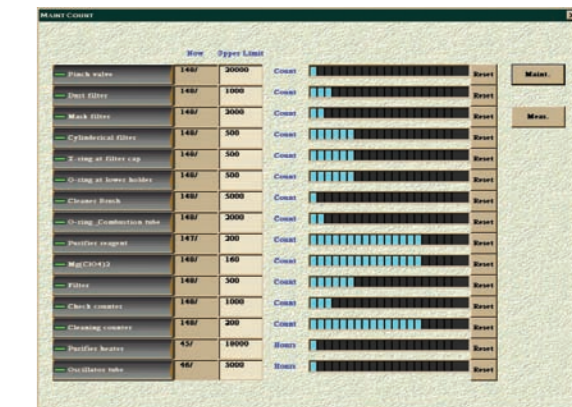 MAINT COUNT
Now Upper Limit
Pinch valve 148/ 20000 Count Reset Maint.
Dust filter 148/ 1000 Count Reset
Mash filter 148/ 2000 Count Reset Meas.
Cylinderical filter 148/ 500 Count Reset
X-ring at filter cap 148/ 500 Count Reset
O-ring at lower holder 148/ 500 Count Reset
Cleaner Brush 148/ 5000 Count Reset
O-ring_Combustion tube 148/ 2000 Count Reset
Purifier reagent 147/ 200 Count Reset
Mg(ClO4)2 148/ 160 Count Reset
Filter 148/ 500 Count Reset
Check counter 148/ 1000 Count Reset
Cleaning counter 148/ 200 Count Reset
Purifier heater 45/ 18000 Hours Reset
Oscillator tube 46/ 5000 Hours Reset